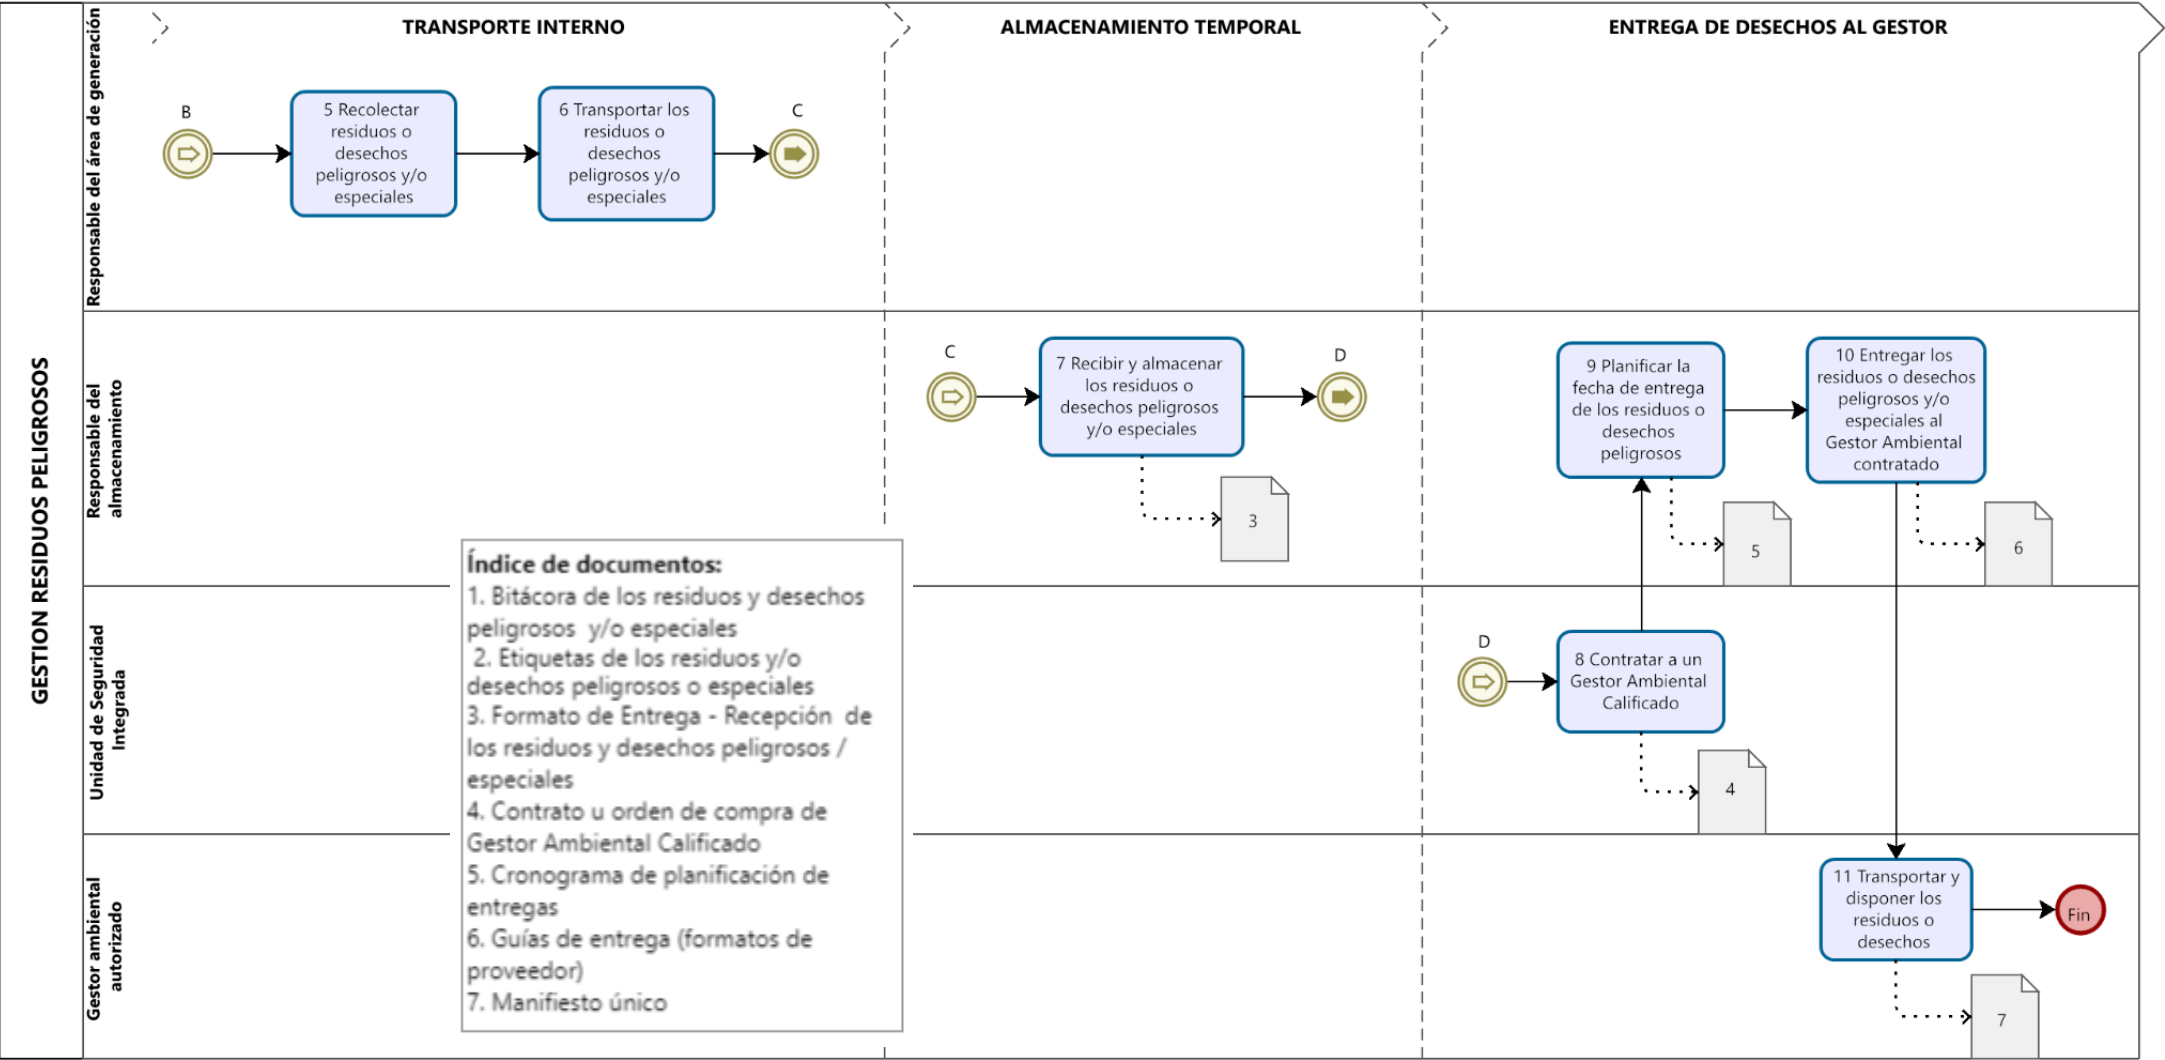 GESTION RESIDUOS PELIGROSOS
TRANSPORTE INTERNO
ALMACENAMIENTO TEMPORAL
ENTREGA DE DESECHOS AL GESTOR
Responsable del área de generación
B
5 Recolectar
residuos o
desechos
peligrosos y/o
especiales
6 Transportar los
residuos o
desechos
peligrosos y/o
especiales
C
Responsable del
almacenamiento
C
7 Recibir y almacenar
los residuos o
desechos peligrosos
y/o especiales
D
3
9 Planificar la
fecha de entrega
de los residuos o
desechos
peligrosos
5
10 Entregar los
residuos o desechos
peligrosos y/o
especiales al
Gestor Ambiental
contratado
6
Unidad de Seguridad
Integrada
D
8 Contratar a un
Gestor Ambiental
Calificado
4
Gestor ambiental
autorizado
11 Transportar y
disponer los
residuos o
desechos
Fin
7
Índice de documentos:
1. Bitácora de los residuos y desechos
peligrosos y/o especiales
2. Etiquetas de los residuos y/o
desechos peligrosos o especiales
3. Formato de Entrega - Recepción de
los residuos y desechos peligrosos /
especiales
4. Contrato u orden de compra de
Gestor Ambiental Calificado
5. Cronograma de planificación de
entregas
6. Guías de entrega (formatos de
proveedor)
7. Manifiesto único